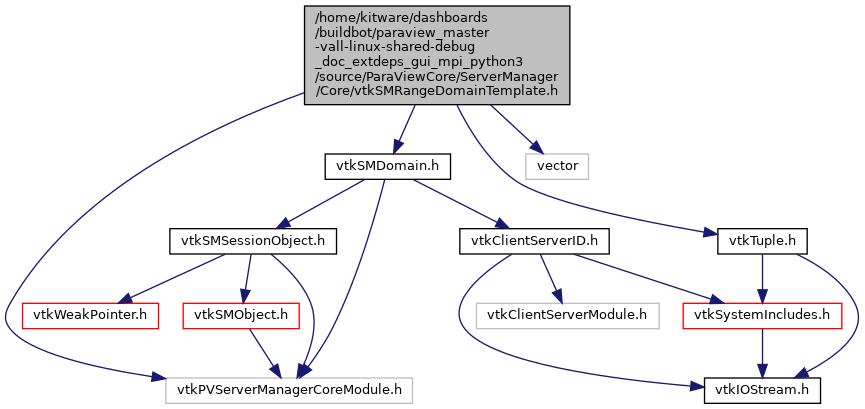 /home/kitware/dashboards
/buildbot/paraview_master
-vall-linux-shared-debug
_doc_extdeps_gui_mpi_python3
/source/ParaViewCore/ServerManager
/Core/vtkSMRangeDomainTemplate.h
vtkSMDomain.h
vector
vtkSMSessionObject.h
vtkClientServerID.h
vtkTuple.h
vtkWeakPointer.h
vtkSMObject.h
vtkClientServerModule.h
vtkSystemIncludes.h
vtkPVServerManagerCoreModule.h
vtkIOStream.h